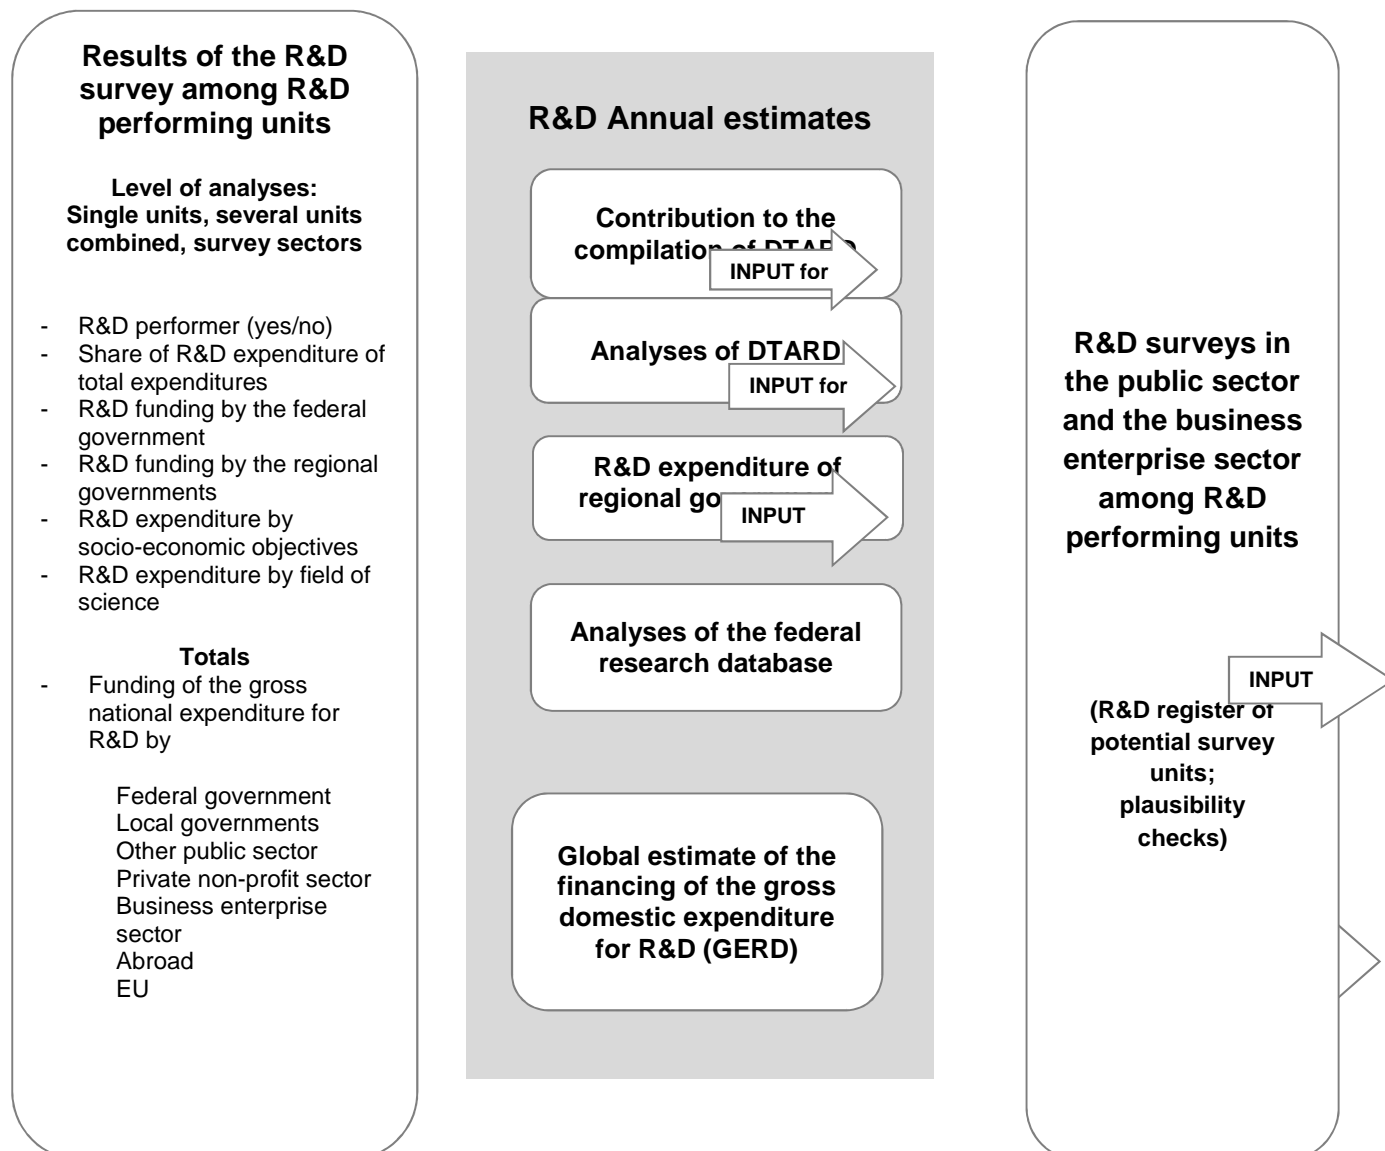 Results of the R&D
survey among R&D
performing units
Level of analyses:
Single units, several units
combined, survey sectors
- R&D performer (yes/no)
- Share of R&D expenditure of
total expenditures
- R&D funding by the federal
government
- R&D funding by the regional
governments
- R&D expenditure by
socio-economic objectives
- R&D expenditure by field of
science
Totals
- Funding of the gross
national expenditure for
R&D by
Federal government
Local governments
Other public sector
Private non-profit sector
Business enterprise
sector
Abroad
EU
R&D Annual estimates
Contribution to the
compilation of DTARD
INPUT for
Analyses of DTARD
INPUT for
R&D expenditure of
regional
INPUT
Analyses of the federal
research database
Global estimate of the
financing of the gross
domestic expenditure
for R&D (GERD)
R&D surveys in
the public sector
and the business
enterprise sector
among R&D
performing units
INPUT
(R&D register of
potential survey
units;
plausibility
checks)